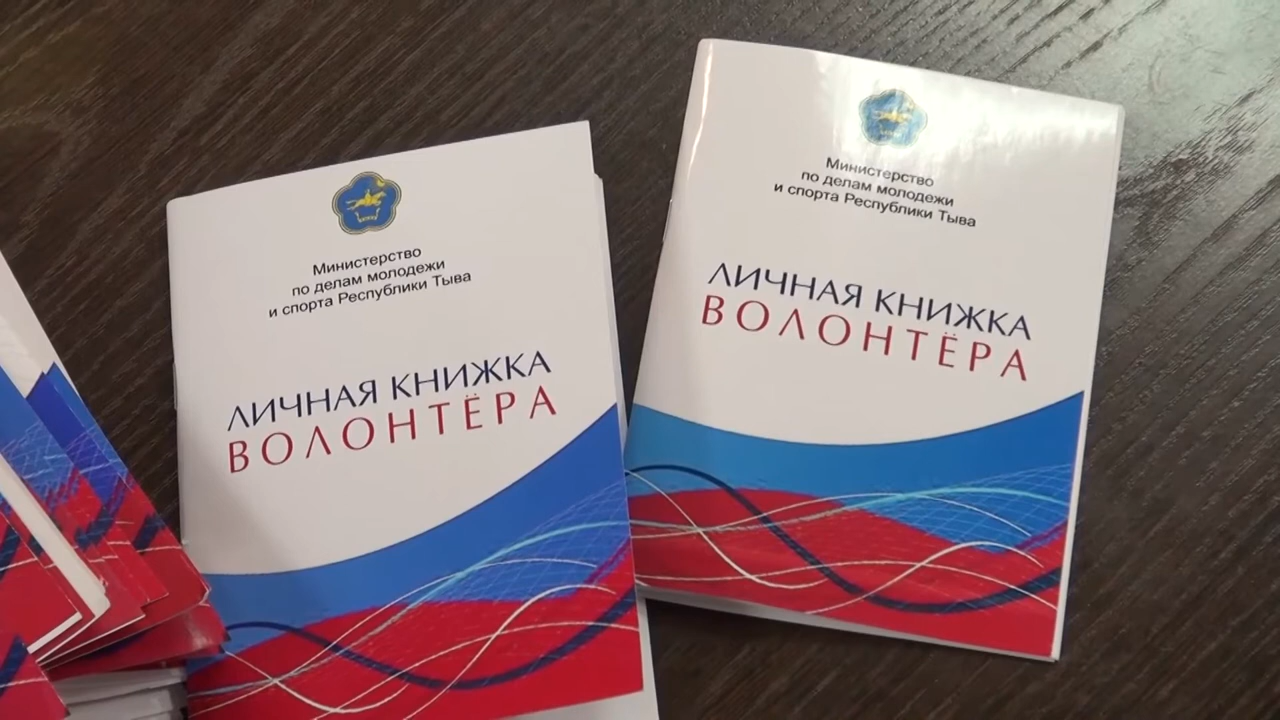 Министерство
по делам молодежи
и спорта Республики Тыва
ЛИЧНАЯ КНИЖКА
ВОЛОНТЁРА
Министерство
по делам молодежи
и спорта Республики Тыва
ЛИЧНАЯ КНИЖКА
ВОЛОНТЁРА